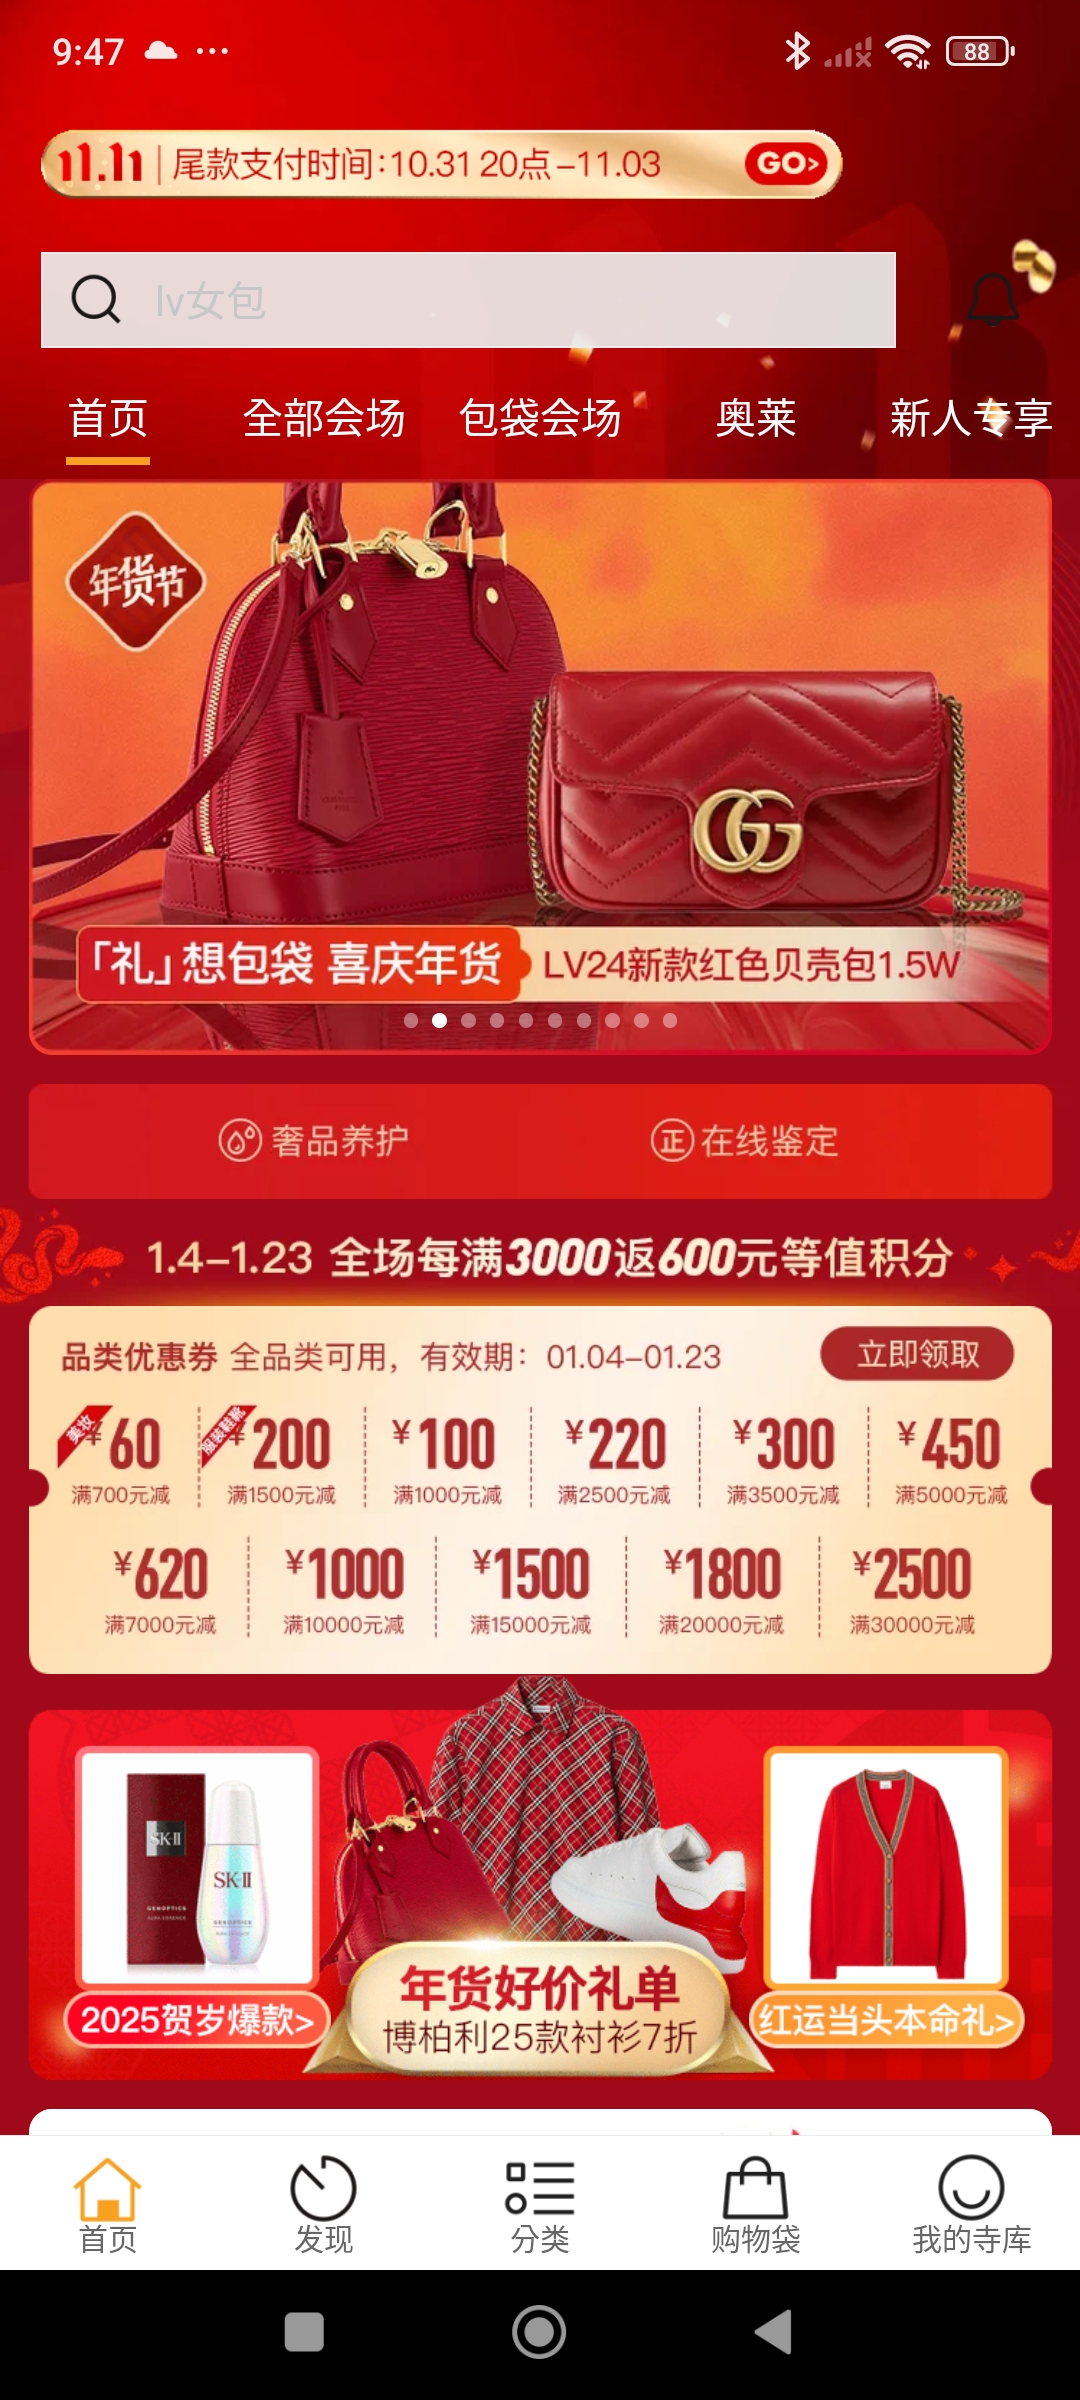 9:47
88
11.11 尾款支付时间:10.31 20点-11.03 GO>
lv女包
首页 全部会场 包袋会场 奥莱 新人专享
年货节
「礼」想包袋 喜庆年货 LV24新款红色贝壳包1.5W
奢品养护 正 在线鉴定
1.4-1.23 全场每满3000返600元等值积分
品类优惠券 全品类可用，有效期：01.04-01.23 立即领取
美妆 服装鞋靴
¥60 ¥200 ¥100 ¥220 ¥300 ¥450
满700元减 满1500元减 满1000元减 满2500元减 满3500元减 满5000元减
¥620 ¥1000 ¥1500 ¥1800 ¥2500
满7000元减 满10000元减 满15000元减 满20000元减 满30000元减
SK-II
GENOPTICS
AURA ESSENCE
SK-II
GENOPTICS
年货好价礼单
2025贺岁爆款> 博柏利25款衬衫7折 红运当头本命礼>
首页 发现 分类 购物袋 我的寺库